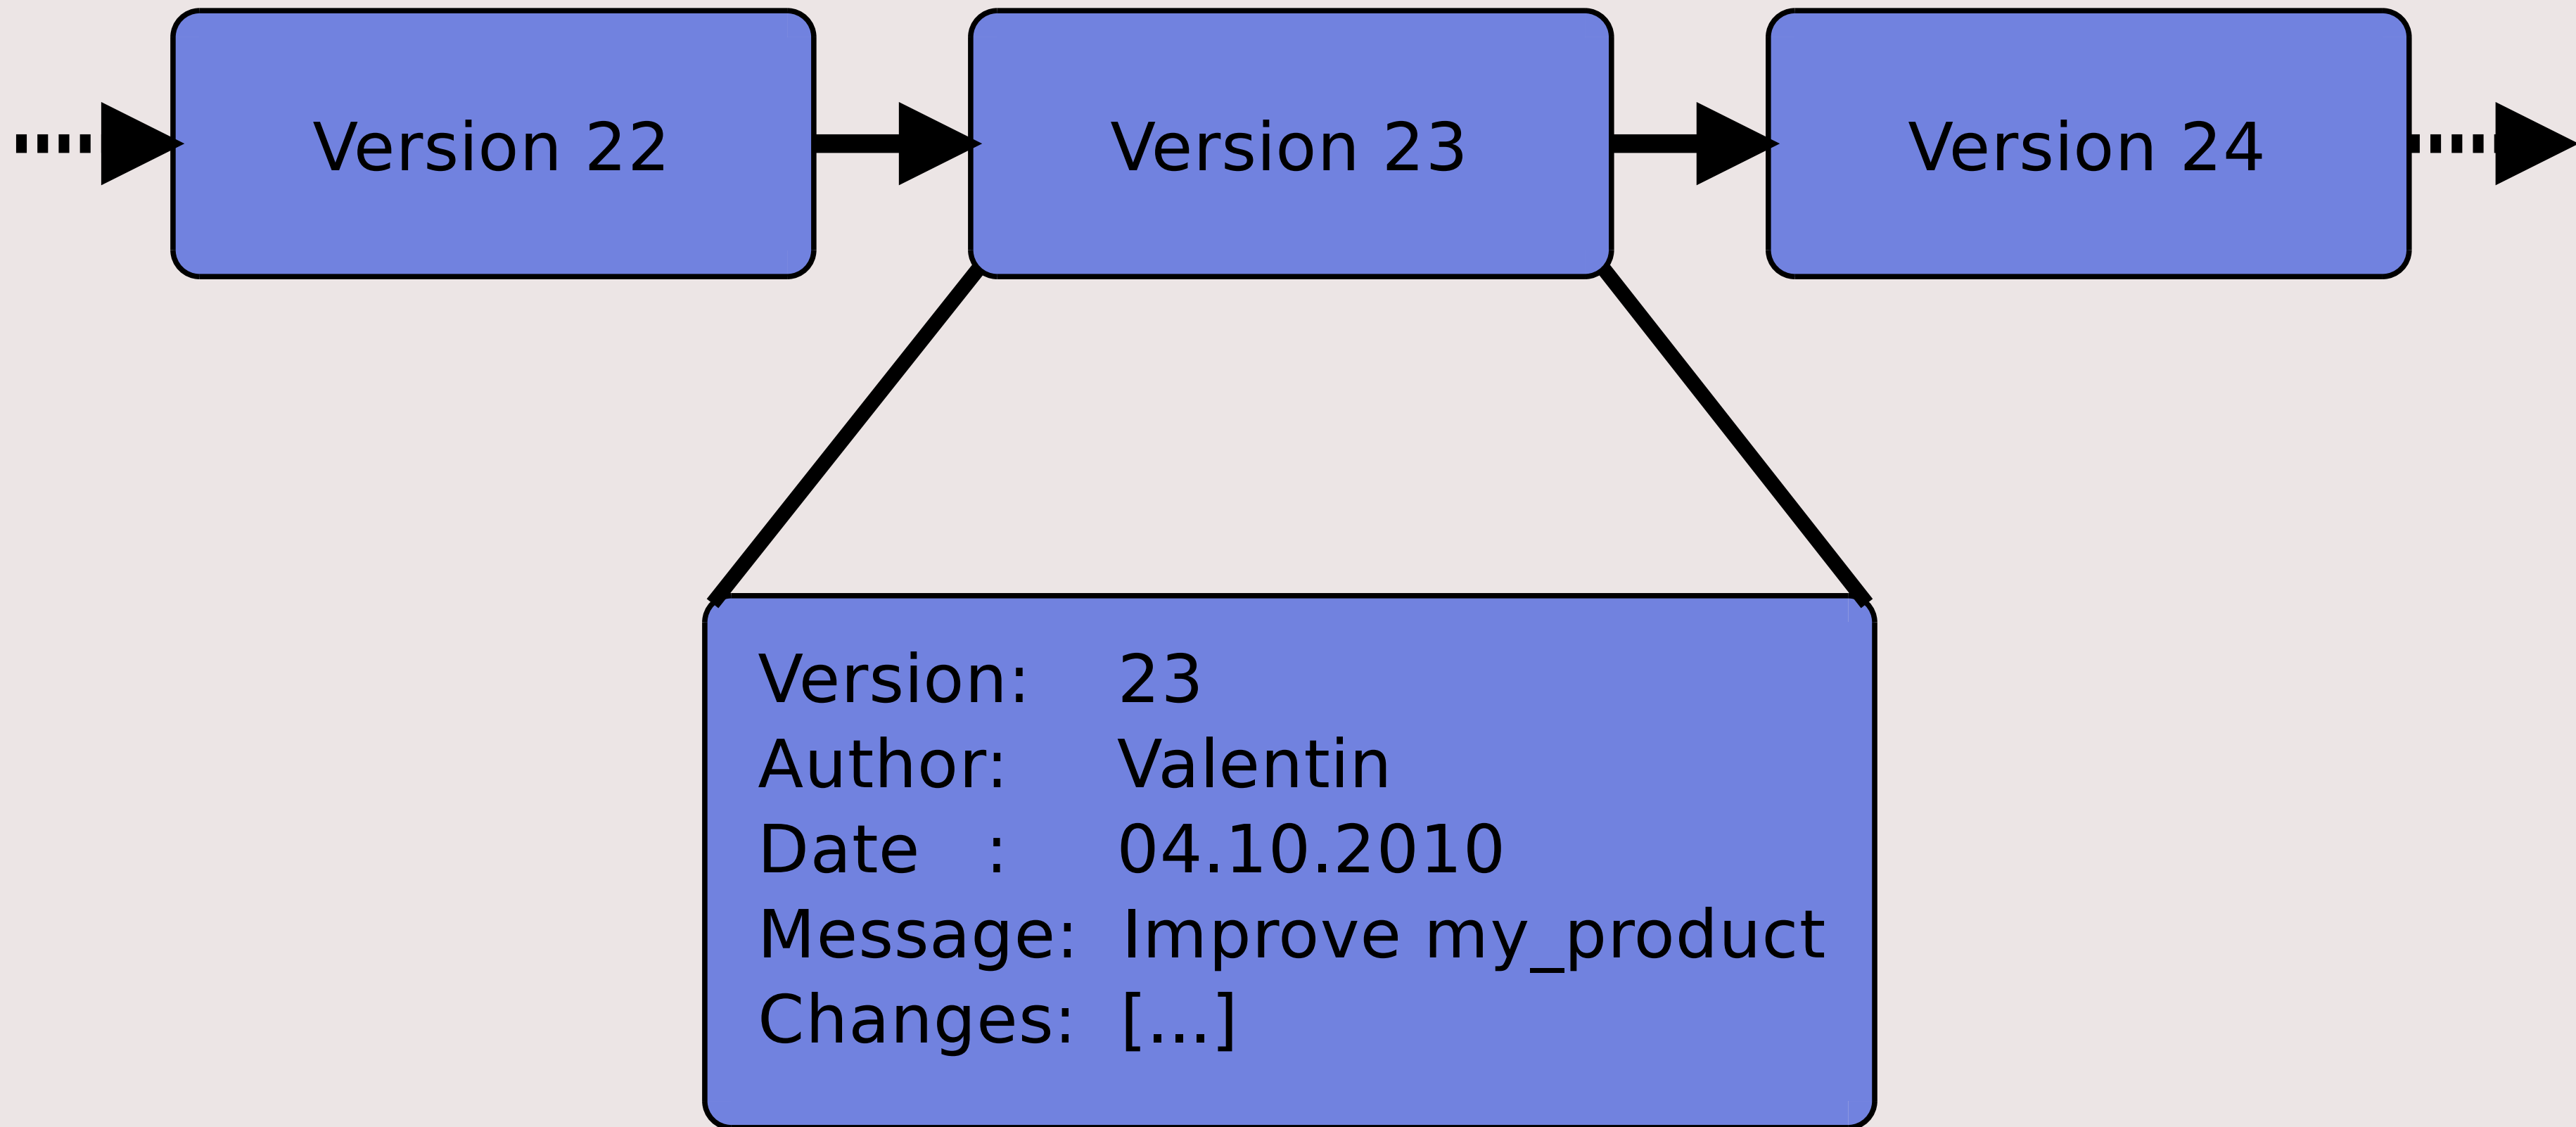 Version 22
Version 23
Version 24
Version: 23
Author: Valentin
Date : 04.10.2010
Message: Improve my_product
Changes: [...]